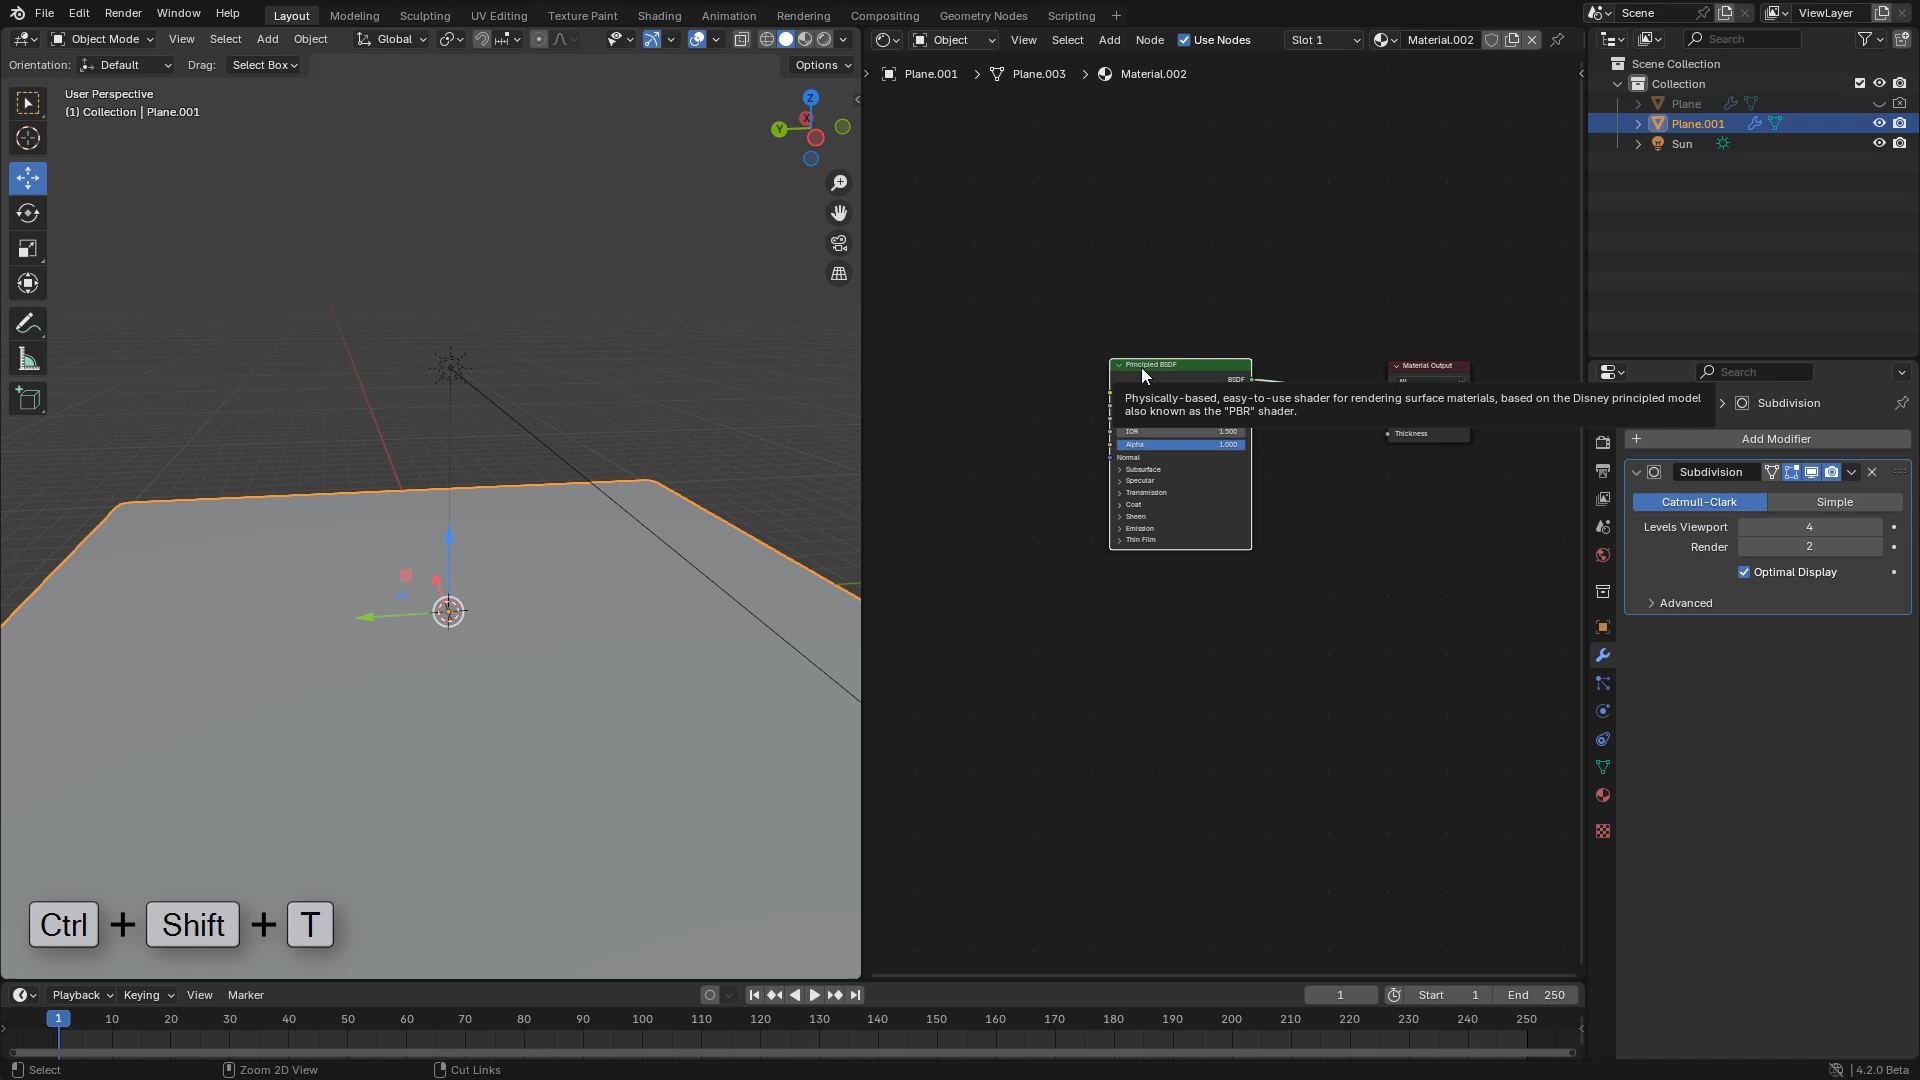 File Edit Render Window Help Layout Modeling Sculpting UV Editing Texture Paint Shading Animation Rendering Compositing Geometry Nodes Scripting + Scene ViewLayer
Object Mode View Select Add Object Global Object View Select Add Node Use Nodes Slot 1 Material.002 Search
Orientation: Default Drag: Select Box Options
Plane.001 > Plane.003 > Material.002
User Perspective
(1) Collection | Plane.001
Z
Y
X
Scene Collection
Collection
Plane
Plane.001
Sun
Search
Subdivision
Add Modifier
Subdivision
Catmull-Clark Simple
Levels Viewport 4
Render 2
Optimal Display
Advanced
Principled BSDF
BSDF
Material Output
All
Physically-based, easy-to-use shader for rendering surface materials, based on the Disney principled model
also known as the "PBR" shader.
IOR 1.500
Alpha 1.000
Normal
Subsurface
Specular
Transmission
Coat
Sheen
Emission
Thin Film
Thickness
Ctrl + Shift + T
Playback Keying View Marker 1 Start 1 End 250
1 10 20 30 40 50 60 70 80 90 100 110 120 130 140 150 160 170 180 190 200 210 220 230 240 250
Select Zoom 2D View Cut Links 4.2.0 Beta